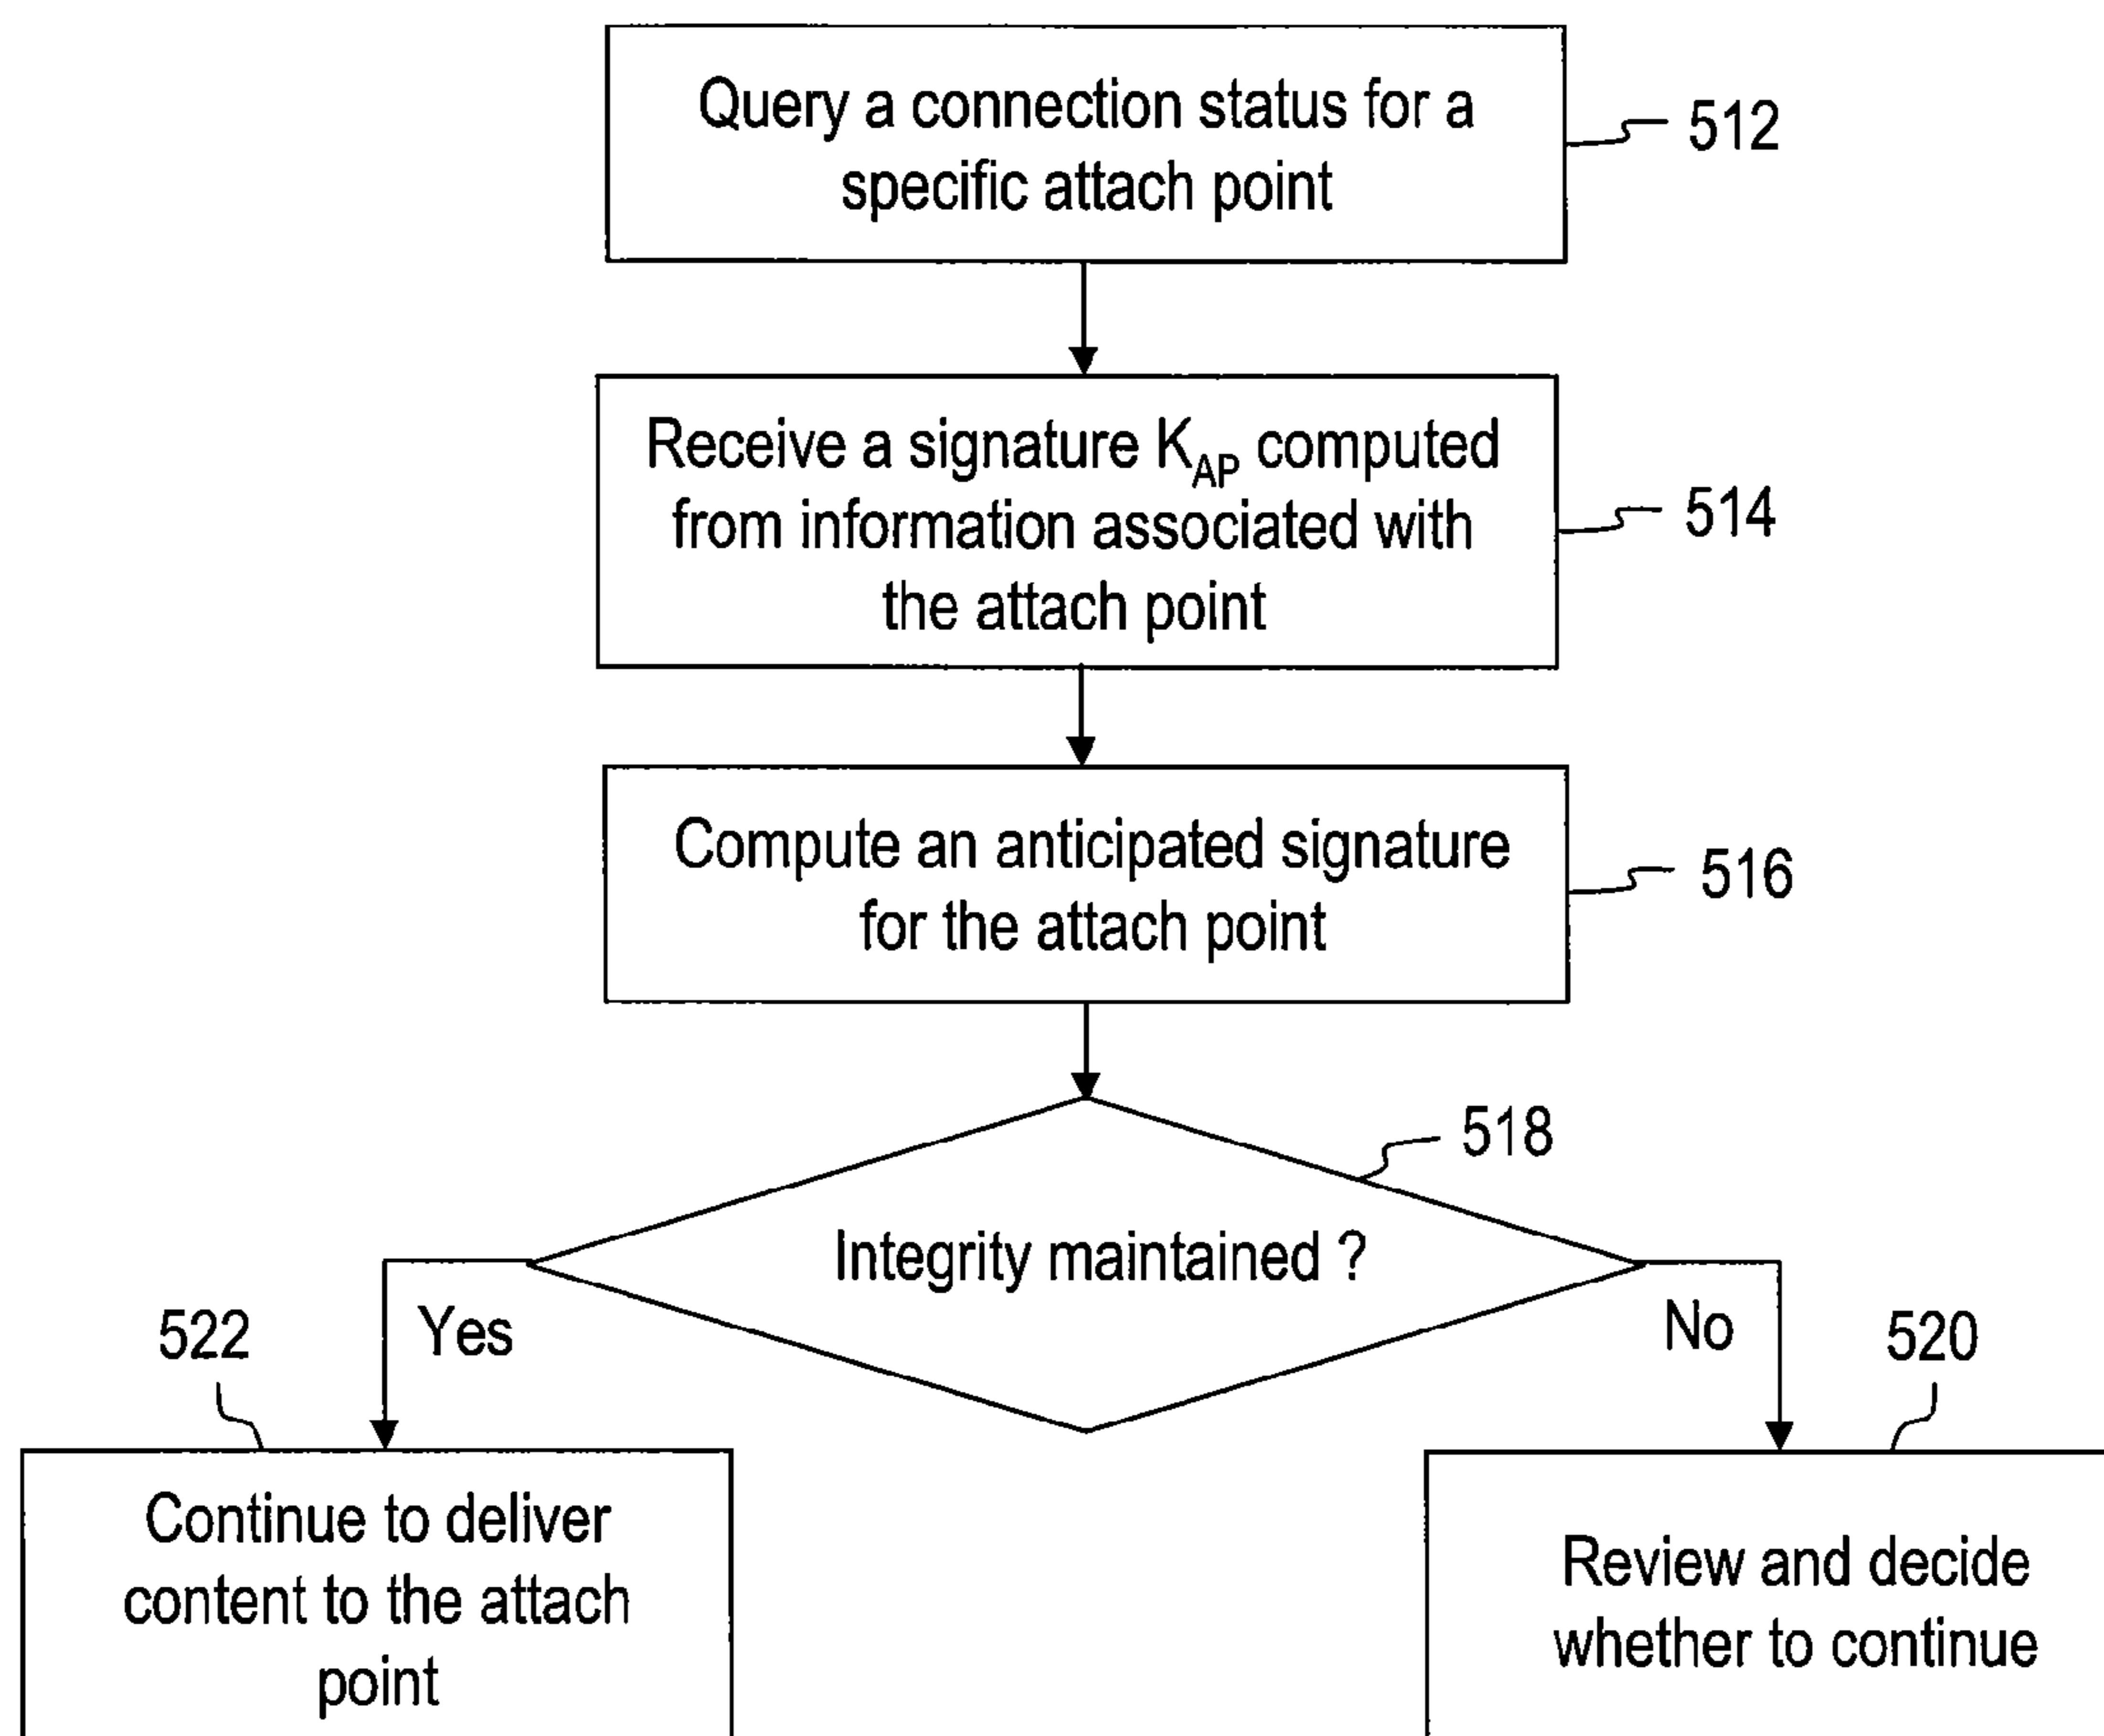 Query a connection status for a
specific attach point
512
Receive a signature K_AP computed
from information associated with
the attach point
514
Compute an anticipated signature
for the attach point
516
518
Integrity maintained ?
Yes
No
522
520
Continue to deliver
content to the attach
point
Review and decide
whether to continue